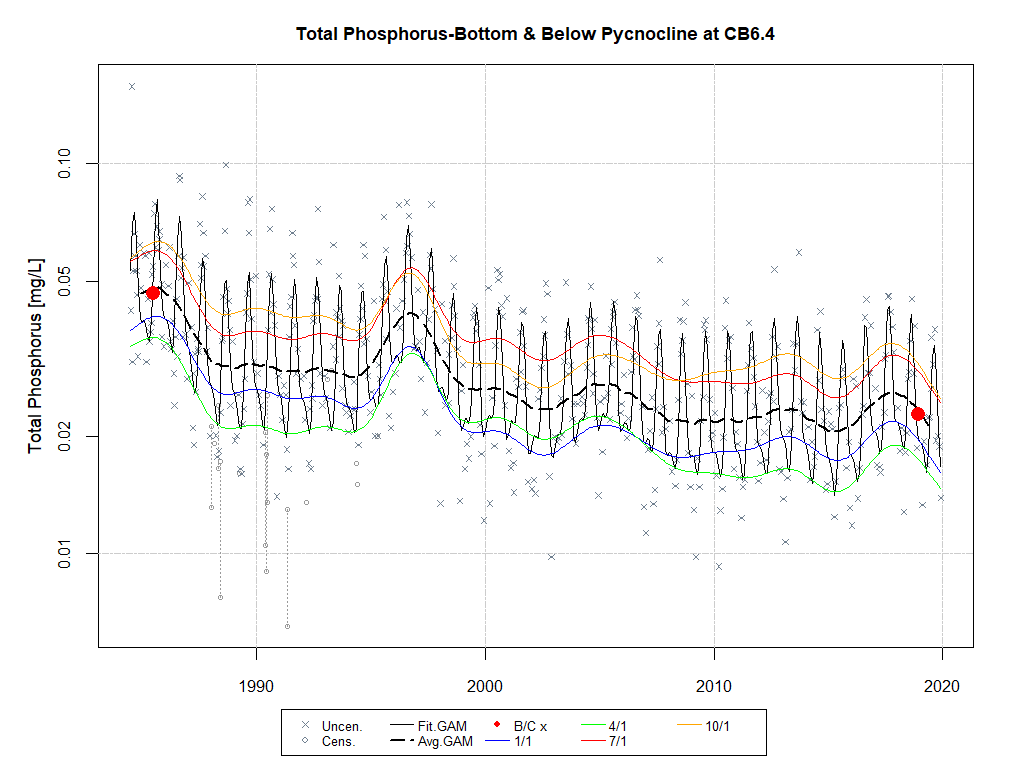 Total Phosphorus-Bottom & Below Pycnocline at CB6.4
Total Phosphorus [mg/L]
0.10
0.05
0.02
0.01
1990 2000 2010 2020
Uncen. Fit.GAM B/C x 4/1 10/1
Cens. Avg.GAM 1/1 7/1